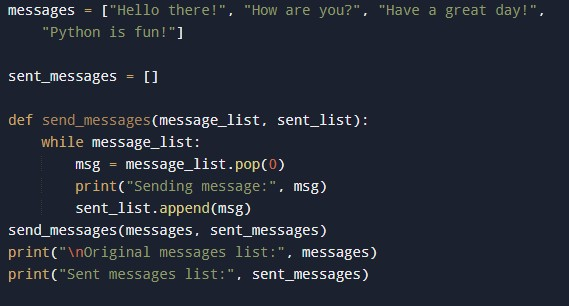 messages = ["Hello there!", "How are you?", "Have a great day!",
    "Python is fun!"]

sent_messages = []

def send_messages(message_list, sent_list):
    while message_list:
        msg = message_list.pop(0)
        print("Sending message:", msg)
        sent_list.append(msg)
send_messages(messages, sent_messages)
print("\nOriginal messages list:", messages)
print("Sent messages list:", sent_messages)